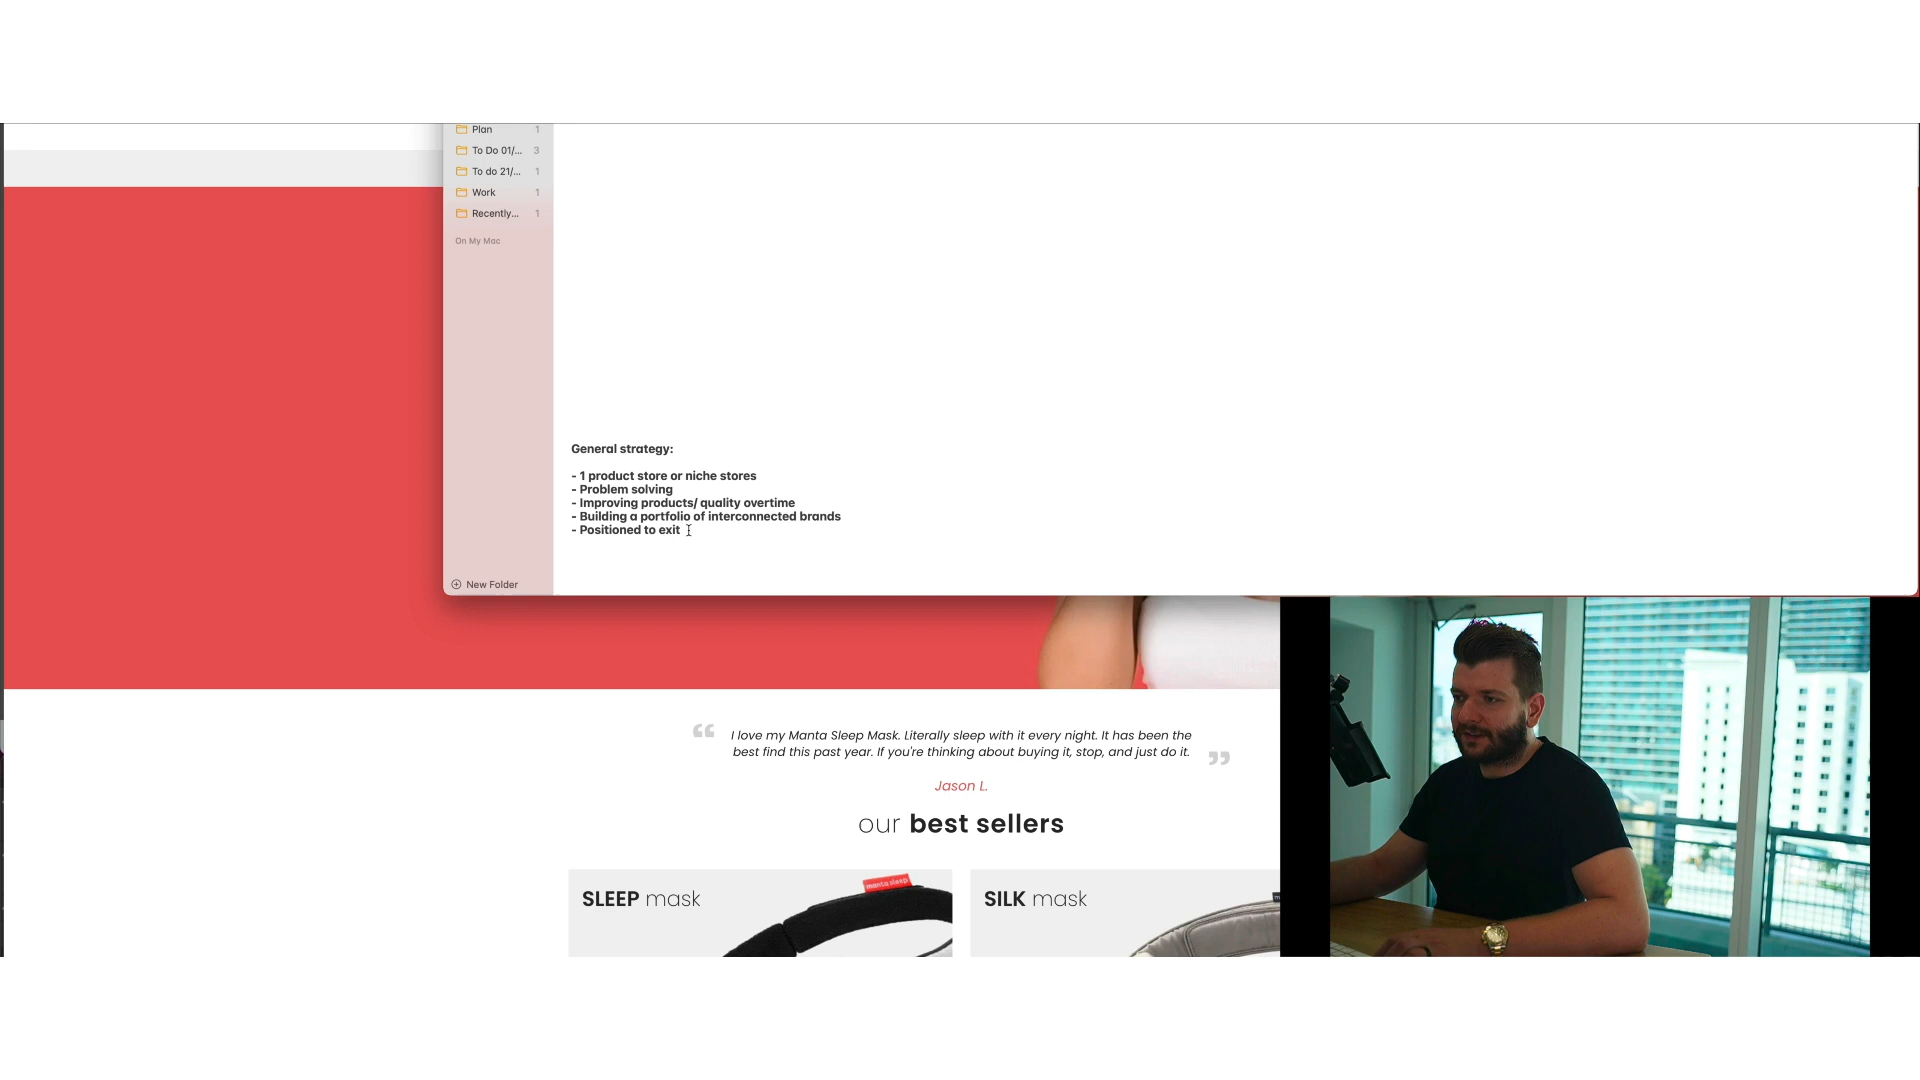 Plan 1
To Do 01/... 3
To do 21/... 1
Work 1
Recently... 1
On My Mac
General strategy:
- 1 product store or niche stores
- Problem solving
- Improving products/ quality overtime
- Building a portfolio of interconnected brands
- Positioned to exit
New Folder
“ I love my Manta Sleep Mask. Literally sleep with it every night. It has been the
best find this past year. If you're thinking about buying it, stop, and just do it. ”
Jason L.
our best sellers
SLEEP mask
manta sleep
SILK mask